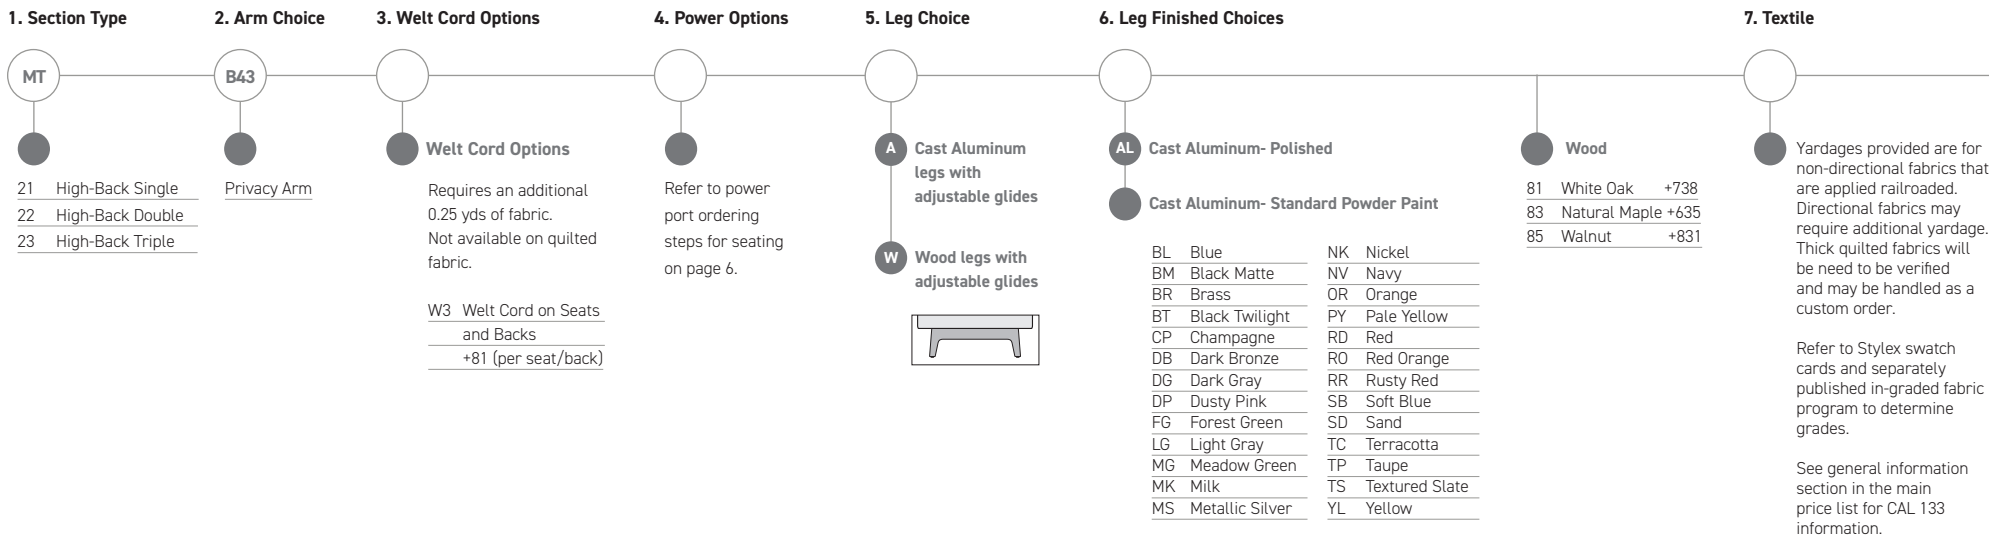 1. Section Type
MT
21 High-Back Single
22 High-Back Double
23 High-Back Triple
2. Arm Choice
B43
Privacy Arm
3. Welt Cord Options
Welt Cord Options
Requires an additional
0.25 yds of fabric.
Not available on quilted
fabric.
W3 Welt Cord on Seats
and Backs
+81 (per seat/back)
4. Power Options
Refer to power
port ordering
steps for seating
on page 6.
5. Leg Choice
A Cast Aluminum
legs with
adjustable glides
W Wood legs with
adjustable glides
6. Leg Finished Choices
AL Cast Aluminum- Polished
Cast Aluminum- Standard Powder Paint
BL Blue
BM Black Matte
BR Brass
BT Black Twilight
CP Champagne
DB Dark Bronze
DG Dark Gray
DP Dusty Pink
FG Forest Green
LG Light Gray
MG Meadow Green
MK Milk
MS Metallic Silver
NK Nickel
NV Navy
OR Orange
PY Pale Yellow
RD Red
RO Red Orange
RR Rusty Red
SB Soft Blue
SD Sand
TC Terracotta
TP Taupe
TS Textured Slate
YL Yellow
Wood
81 White Oak +738
83 Natural Maple +635
85 Walnut +831
7. Textile
Yardages provided are for
non-directional fabrics that
are applied railroaded.
Directional fabrics may
require additional yardage.
Thick quilted fabrics will
be need to be verified
and may be handled as a
custom order.
Refer to Stylex swatch
cards and separately
published in-graded fabric
program to determine
grades.
See general information
section in the main
price list for CAL 133
information.